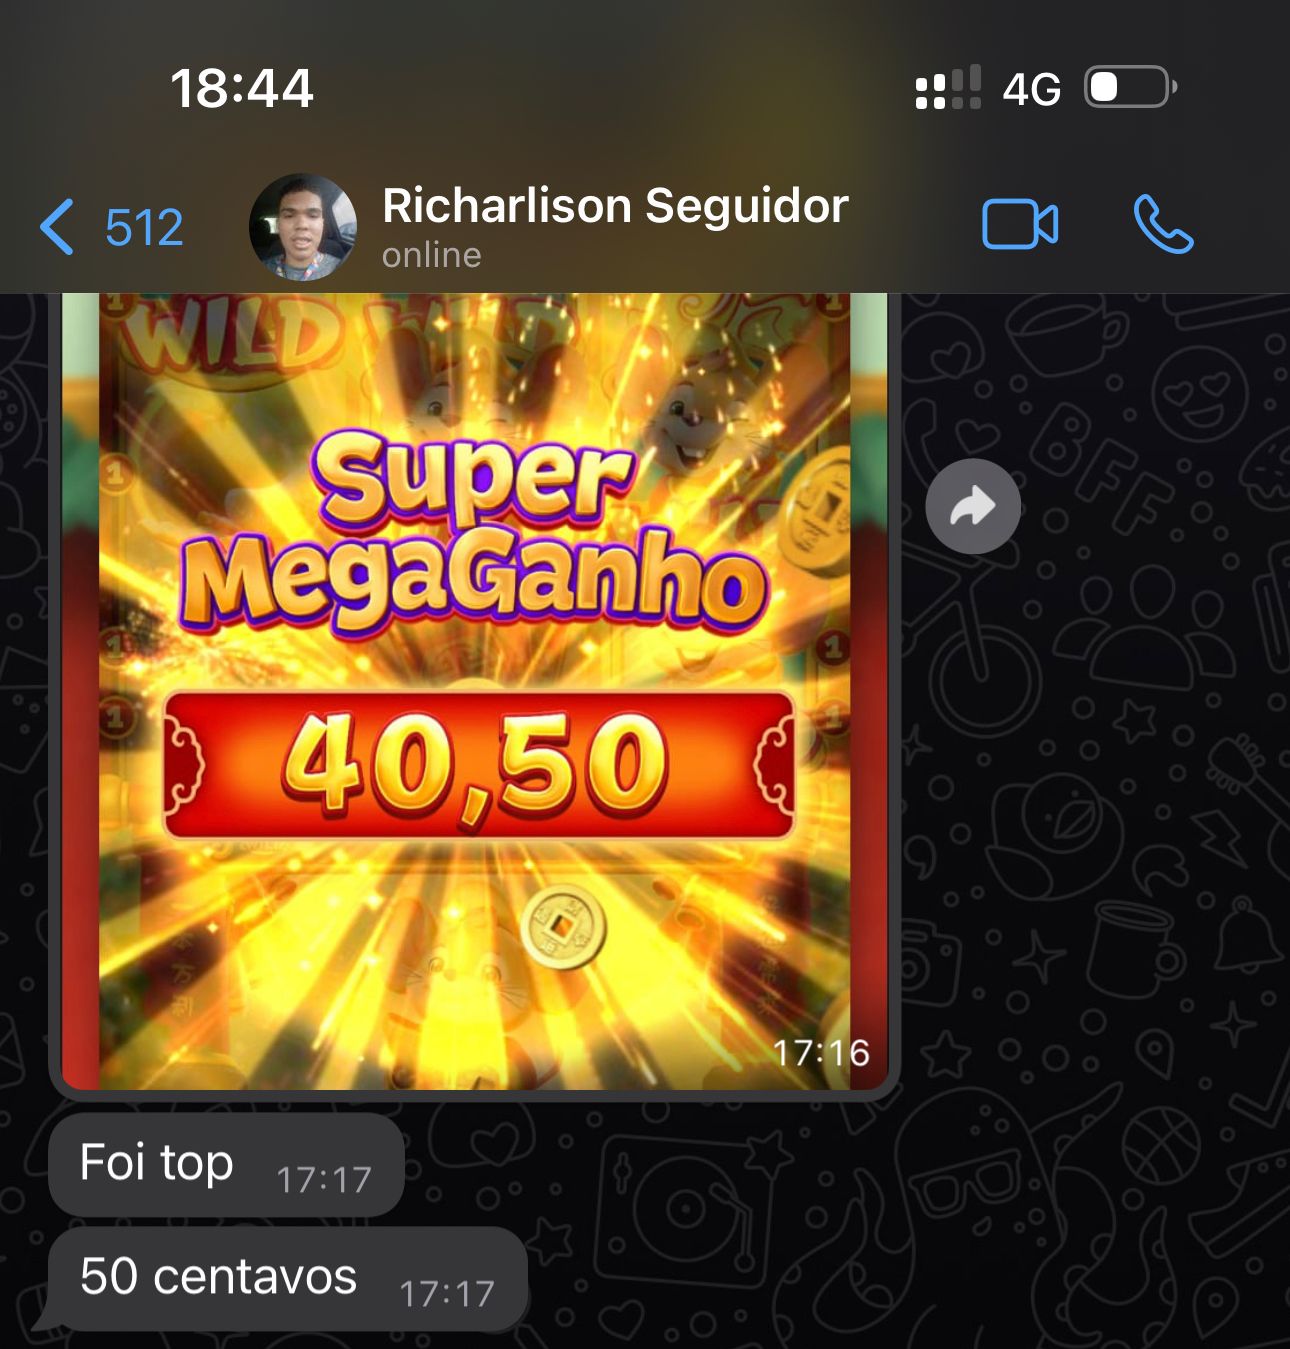 18:44
4G
512
Richarlison Seguidor
online
WILD
Super
MegaGanho
40,50
17:16
Foi top
17:17
50 centavos
17:17